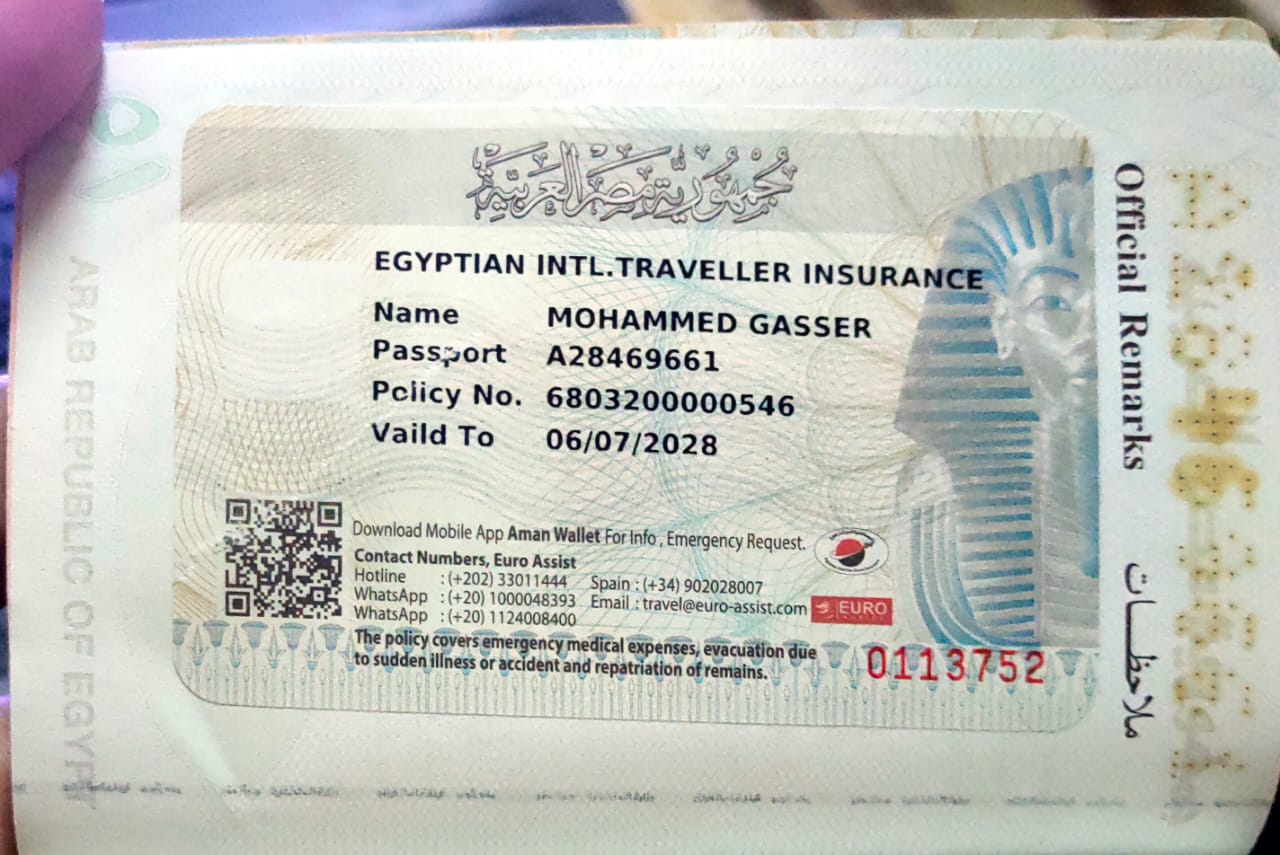 جمهورية مصر العربية
EGYPTIAN INTL.TRAVELLER INSURANCE
Name MOHAMMED GASSER
Passport A28469661
Policy No. 6803200000546
Vaild To 06/07/2028
Download Mobile App Aman Wallet For Info , Emergency Request.
Contact Numbers, Euro Assist
Hotline : (+202) 33011444 Spain : (+34) 902028007
WhatsApp : (+20) 1000048393 Email : travel@euro-assist.com
WhatsApp : (+20) 1124008400
EURO
The policy covers emergency medical expenses, evacuation due
to sudden illness or accident and repatriation of remains.
0113752
Official Remarks
ملاحظـــات
ARAB REPUBLIC OF EGYPT
٥١